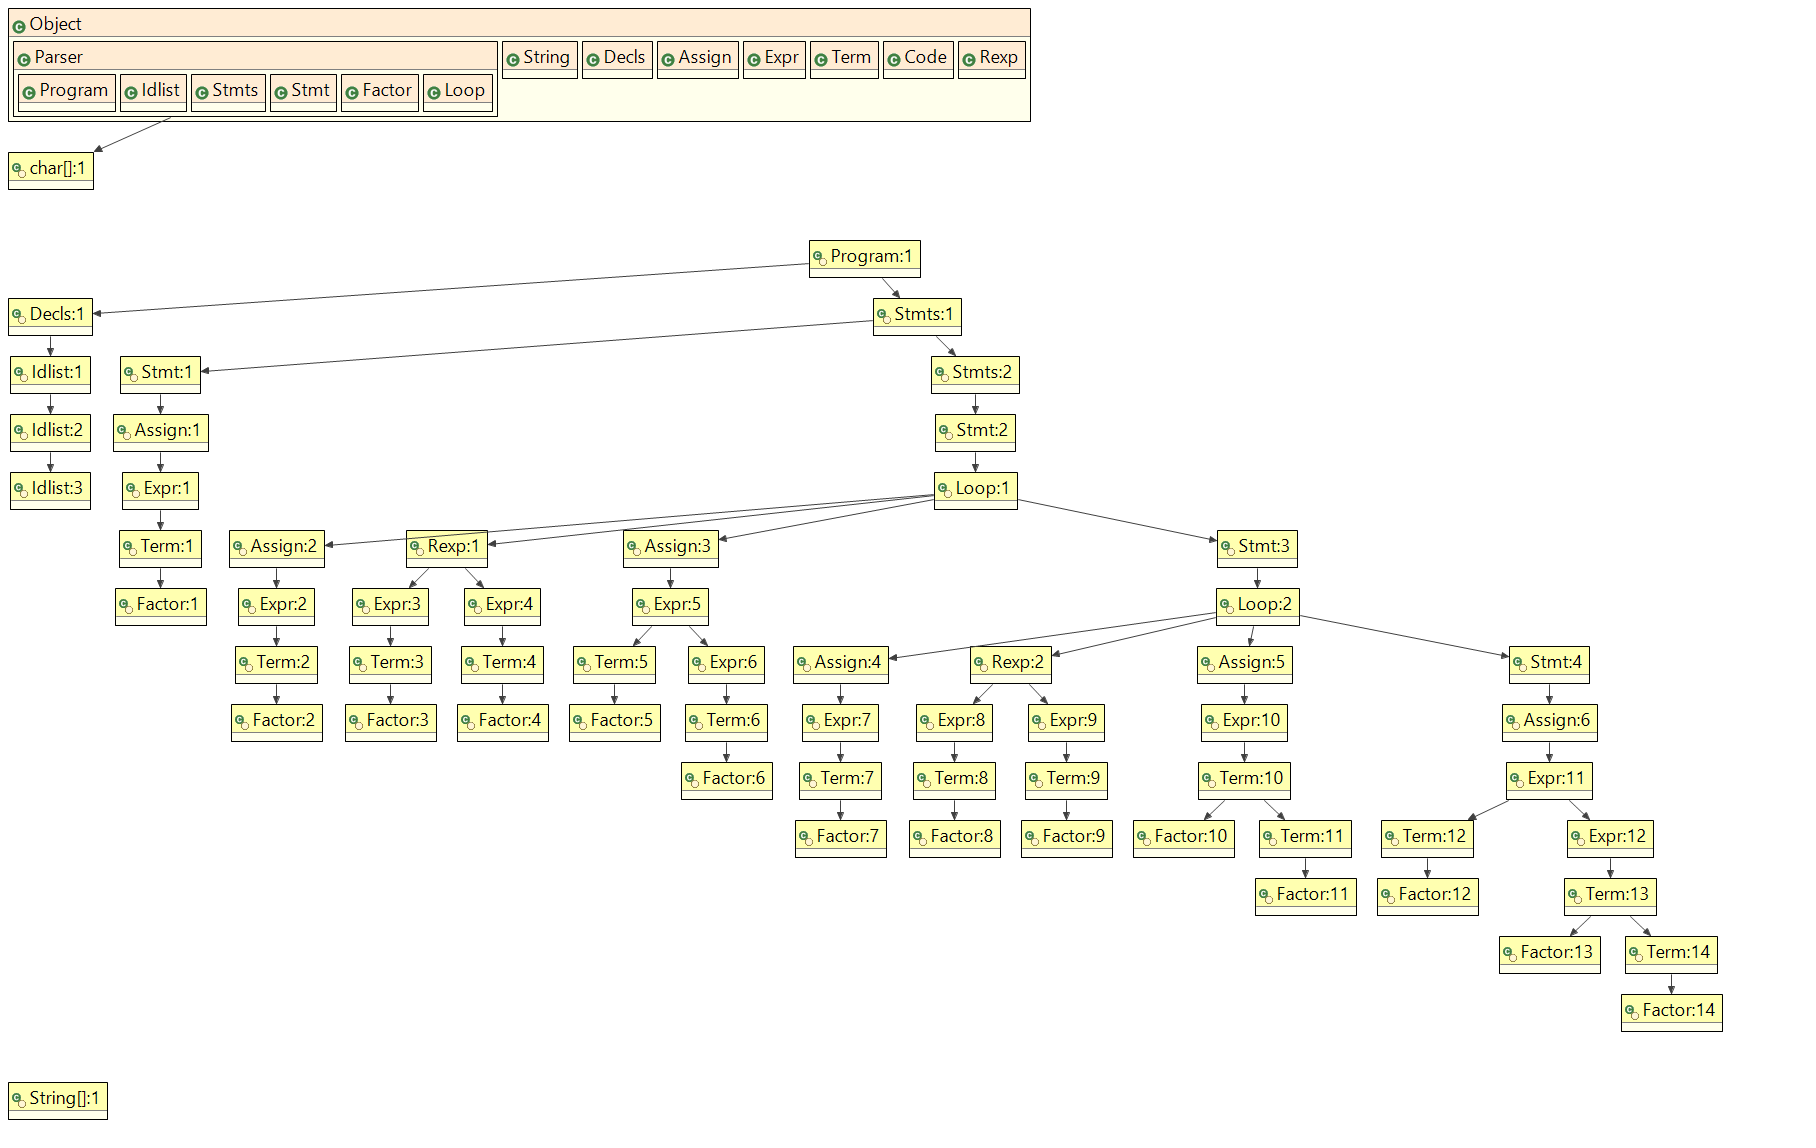 Object
Parser String Decls Assign Expr Term Code Rexp
Program Idlist Stmts Stmt Factor Loop
char[]:1
Program:1
Decls:1 Stmts:1
Idlist:1 Stmt:1 Stmts:2
Idlist:2 Assign:1 Stmt:2
Idlist:3 Expr:1 Loop:1
Term:1 Assign:2 Rexp:1 Assign:3 Stmt:3
Factor:1 Expr:2 Expr:3 Expr:4 Expr:5 Loop:2
Term:2 Term:3 Term:4 Term:5 Expr:6 Assign:4 Rexp:2 Assign:5 Stmt:4
Factor:2 Factor:3 Factor:4 Factor:5 Term:6 Expr:7 Expr:8 Expr:9 Expr:10 Assign:6
Factor:6 Term:7 Term:8 Term:9 Term:10 Expr:11
Factor:7 Factor:8 Factor:9 Factor:10 Term:11 Term:12 Expr:12
Factor:11 Factor:12 Term:13
Factor:13 Term:14
Factor:14
String[]:1